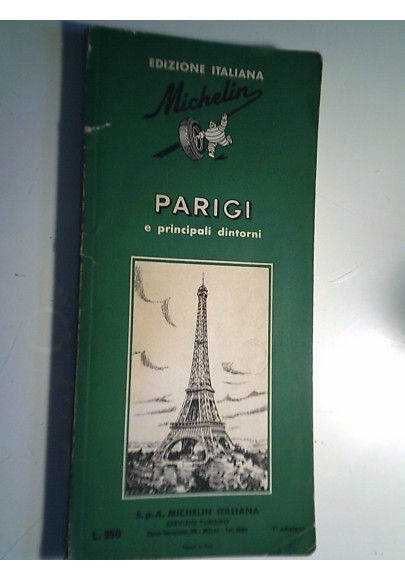 EDIZIONE ITALIANA
Michelin
PARIGI
e principali dintorni
S. p. A. MICHELIN ITALIANA
SERVIZIO TURISMO
L.